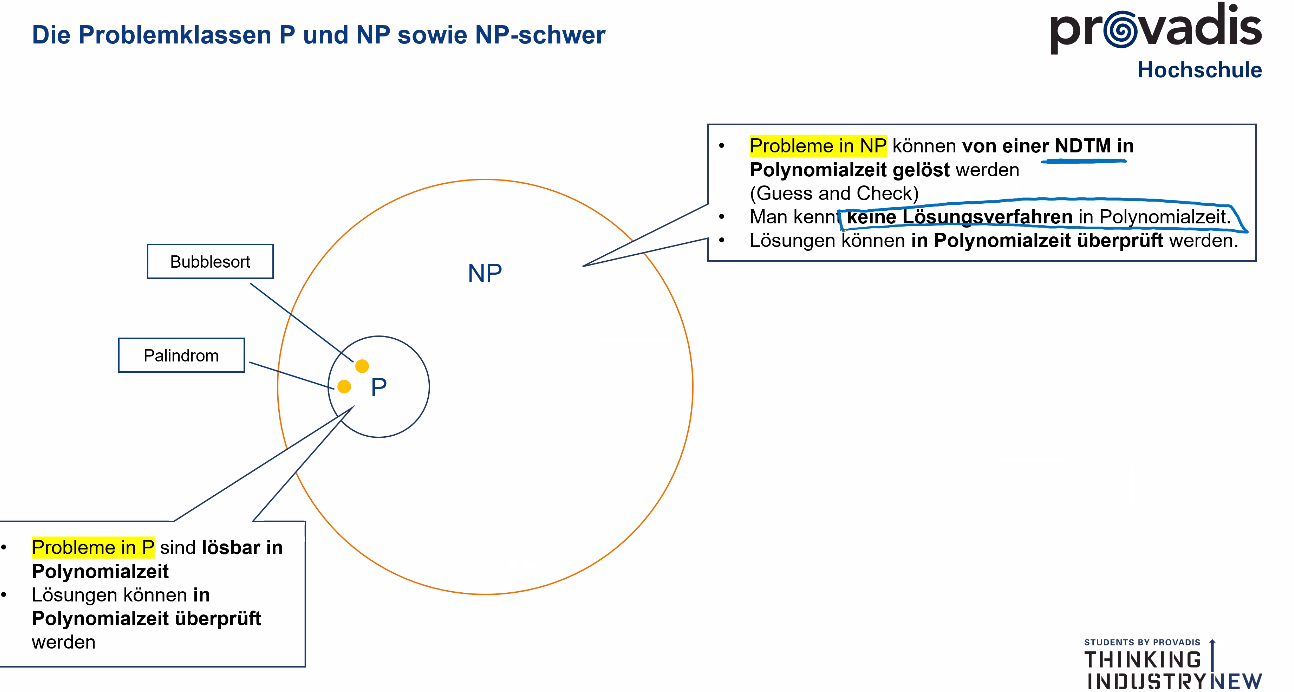 Die Problemklassen P und NP sowie NP-schwer
provadis
Hochschule
• Probleme in NP können von einer NDTM in
Polynomialzeit gelöst werden
(Guess and Check)
• Man kennt keine Lösungsverfahren in Polynomialzeit.
• Lösungen können in Polynomialzeit überprüft werden.
Bubblesort
NP
Palindrom
P
• Probleme in P sind lösbar in
Polynomialzeit
• Lösungen können in
Polynomialzeit überprüft
werden
STUDENTS BY PROVADIS
THINKING
INDUSTRY NEW